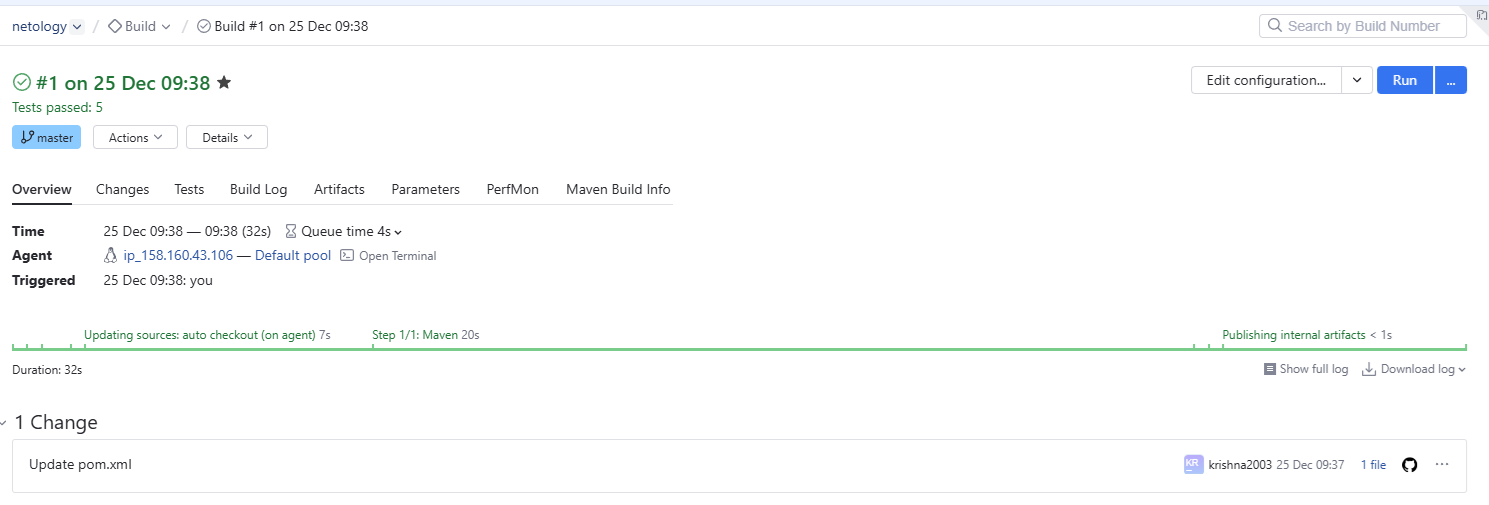 netology / Build / Build #1 on 25 Dec 09:38 Search by Build Number
#1 on 25 Dec 09:38 Edit configuration... Run ...
Tests passed: 5
master Actions Details
Overview Changes Tests Build Log Artifacts Parameters PerfMon Maven Build Info
Time 25 Dec 09:38 — 09:38 (32s) Queue time 4s
Agent ip_158.160.43.106 — Default pool Open Terminal
Triggered 25 Dec 09:38: you
Updating sources: auto checkout (on agent) 7s Step 1/1: Maven 20s Publishing internal artifacts < 1s
Duration: 32s Show full log Download log
1 Change
Update pom.xml KR krishna2003 25 Dec 09:37 1 file ...